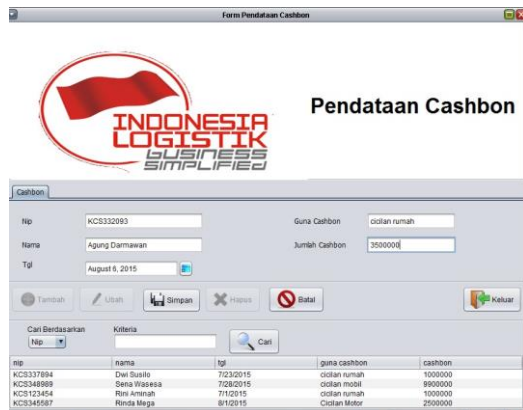 Form Pendataan Cashbon
INDONESIA
LOGISTIK
BUSINESS
SIMPLIFIED
Pendataan Cashbon
Cashbon
Nip KCS332093 Guna Cashbon cicilan rumah
Nama Agung Darmawan Jumlah Cashbon 3500000
Tgl August 6, 2015
Tambah Ubah Simpan Hapus Batal Keluar
Cari Berdasarkan Kriteria
Nip Cari
nip nama tgl guna cashbon cashbon
KCS337894 Dwi Susilo 7/23/2015 cicilan rumah 1000000
KCS348989 Sena Wasesa 7/28/2015 cicilan mobil 9900000
KCS123454 Rini Aminah 7/1/2015 cicilan rumah 1000000
KCS345587 Rinda Mega 8/1/2015 Cicilan Motor 2500000